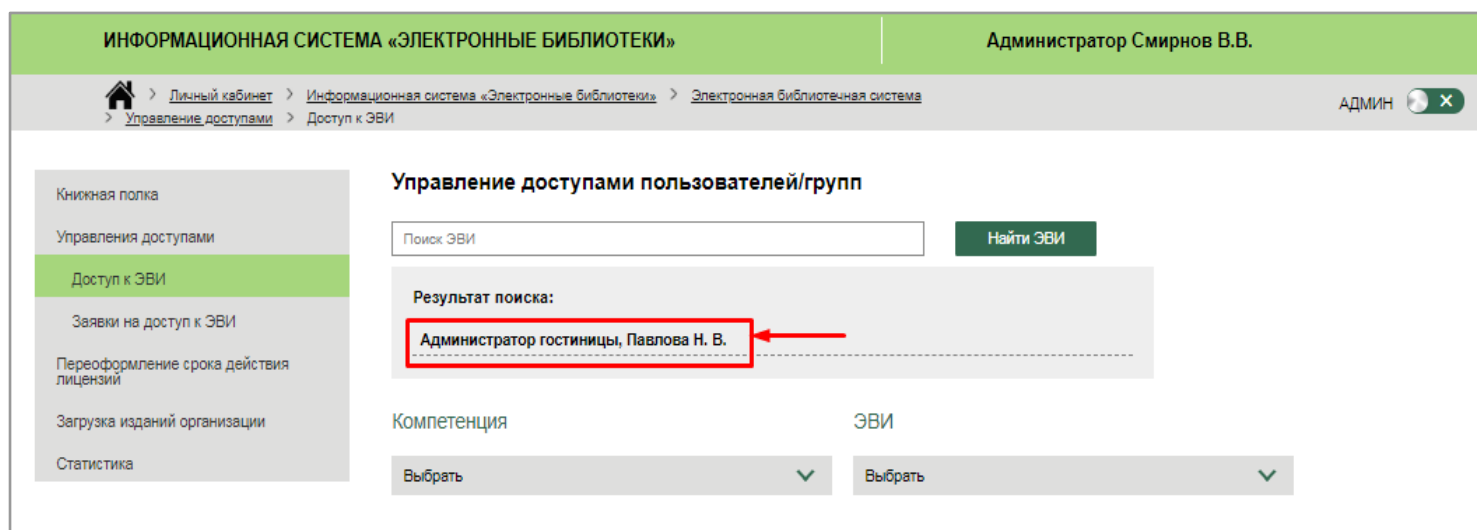 ИНФОРМАЦИОННАЯ СИСТЕМА «ЭЛЕКТРОННЫЕ БИБЛИОТЕКИ»
Администратор Смирнов В.В.
> Личный кабинет > Информационная система «Электронные библиотеки» > Электронная библиотечная система
> Управление доступами > Доступ к ЭВИ
АДМИН
Книжная полка
Управления доступами
Доступ к ЭВИ
Заявки на доступ к ЭВИ
Переоформление срока действия
лицензий
Загрузка изданий организации
Статистика
Управление доступами пользователей/групп
Поиск ЭВИ
Найти ЭВИ
Результат поиска:
Администратор гостиницы, Павлова Н. В.
Компетенция
ЭВИ
Выбрать
Выбрать